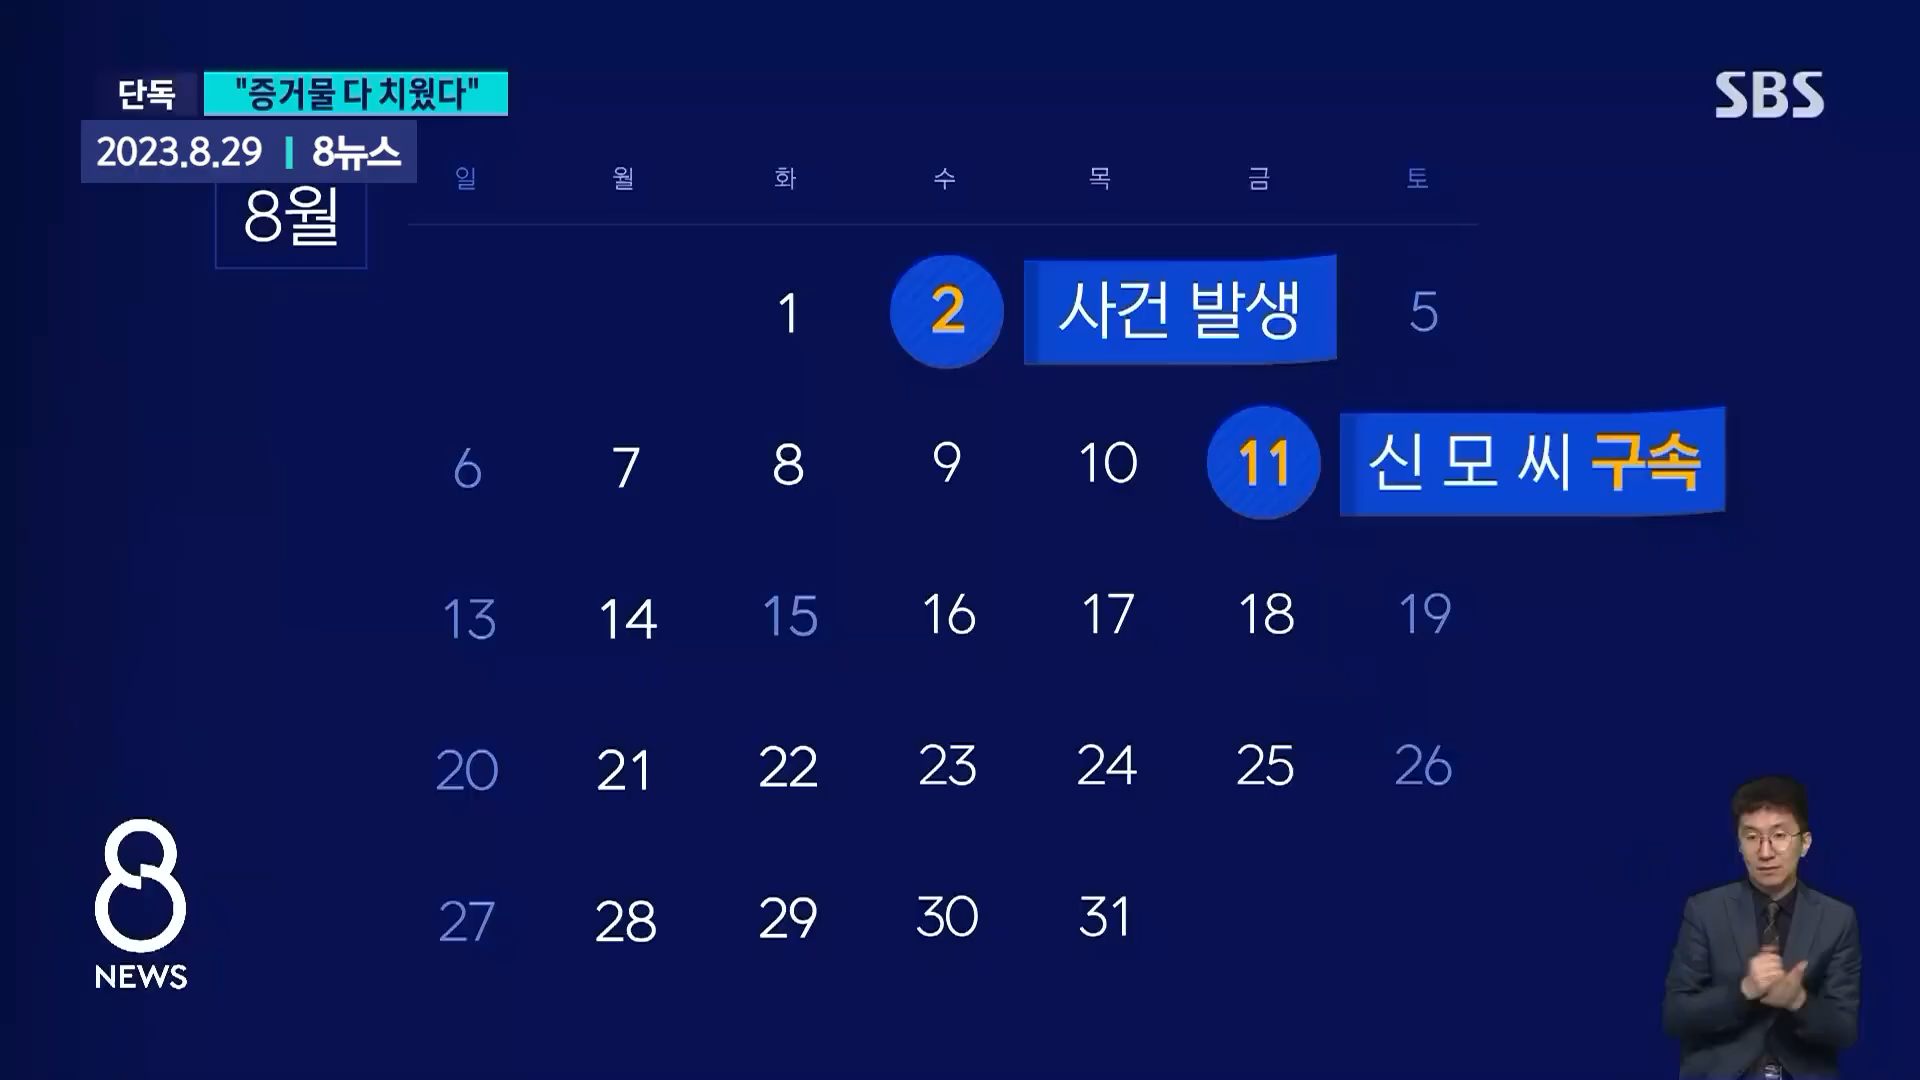 단독 "증거물 다 치웠다"
SBS
2023.8.29 | 8뉴스
8월
일 월 화 수 목 금 토
1 2 사건 발생 5
6 7 8 9 10 11 신 모 씨 구속
13 14 15 16 17 18 19
20 21 22 23 24 25 26
27 28 29 30 31
8
NEWS